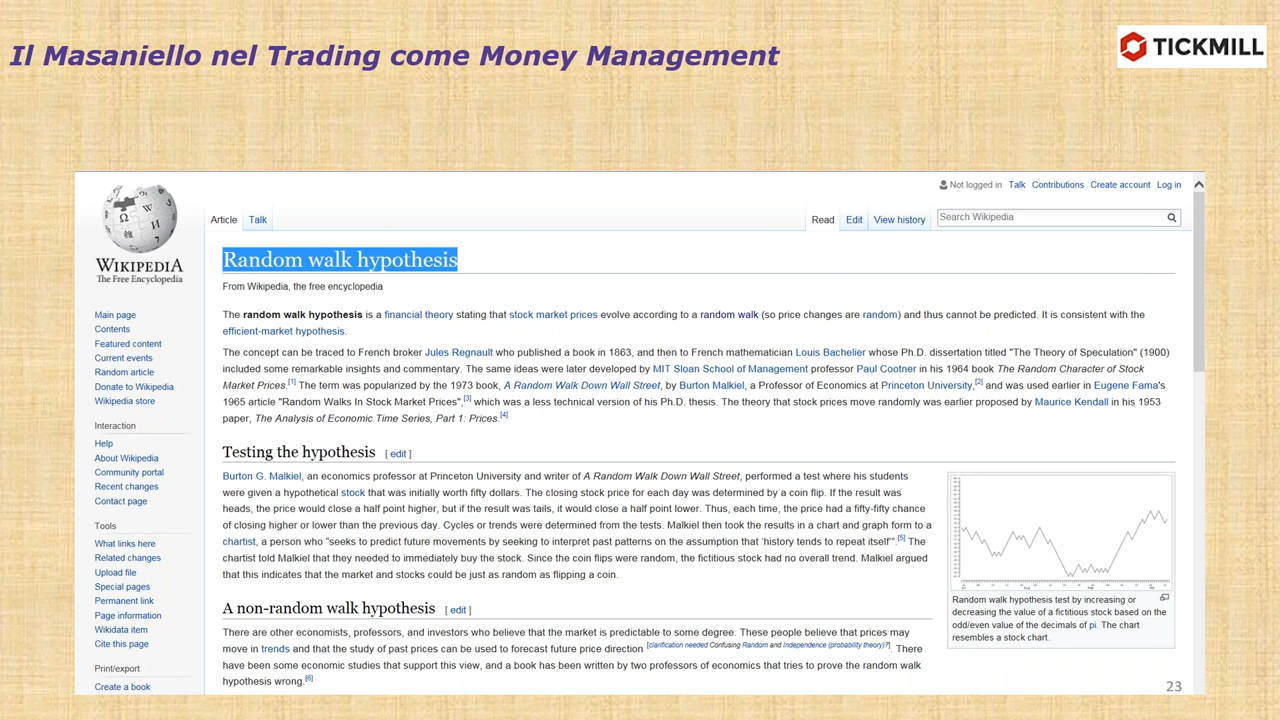 Il Masaniello nel Trading come Money Management
TICKMILL
Not logged in Talk Contributions Create account Log in
Article Talk
Read Edit View history
Search Wikipedia
WIKIPEDIA
The Free Encyclopedia
Main page
Contents
Featured content
Current events
Random article
Donate to Wikipedia
Wikipedia store
Interaction
Help
About Wikipedia
Community portal
Recent changes
Contact page
Tools
What links here
Related changes
Upload file
Special pages
Permanent link
Page information
Wikidata item
Cite this page
Print/export
Create a book
Random walk hypothesis
From Wikipedia, the free encyclopedia
The random walk hypothesis is a financial theory stating that stock market prices evolve according to a random walk (so price changes are random) and thus cannot be predicted. It is consistent with the
efficient-market hypothesis.
The concept can be traced to French broker Jules Regnault who published a book in 1863, and then to French mathematician Louis Bachelier whose Ph.D. dissertation titled "The Theory of Speculation" (1900)
included some remarkable insights and commentary. The same ideas were later developed by MIT Sloan School of Management professor Paul Cootner in his 1964 book The Random Character of Stock
Market Prices.[1] The term was popularized by the 1973 book, A Random Walk Down Wall Street, by Burton Malkiel, a Professor of Economics at Princeton University,[2] and was used earlier in Eugene Fama's
1965 article "Random Walks In Stock Market Prices",[3] which was a less technical version of his Ph.D. thesis. The theory that stock prices move randomly was earlier proposed by Maurice Kendall in his 1953
paper, The Analysis of Economic Time Series, Part 1: Prices.[4]
Testing the hypothesis [ edit ]
Burton G. Malkiel, an economics professor at Princeton University and writer of A Random Walk Down Wall Street, performed a test where his students
were given a hypothetical stock that was initially worth fifty dollars. The closing stock price for each day was determined by a coin flip. If the result was
heads, the price would close a half point higher, but if the result was tails, it would close a half point lower. Thus, each time, the price had a fifty-fifty chance
of closing higher or lower than the previous day. Cycles or trends were determined from the tests. Malkiel then took the results in a chart and graph form to a
chartist, a person who "seeks to predict future movements by seeking to interpret past patterns on the assumption that 'history tends to repeat itself'".[5] The
chartist told Malkiel that they needed to immediately buy the stock. Since the coin flips were random, the fictitious stock had no overall trend. Malkiel argued
that this indicates that the market and stocks could be just as random as flipping a coin.
Random walk hypothesis test by increasing or
decreasing the value of a fictitious stock based on the
odd/even value of the decimals of pi. The chart
resembles a stock chart.
A non-random walk hypothesis [ edit ]
There are other economists, professors, and investors who believe that the market is predictable to some degree. These people believe that prices may
move in trends and that the study of past prices can be used to forecast future price direction [clarification needed Confusing Random and Independence (probability theory)?]. There
have been some economic studies that support this view, and a book has been written by two professors of economics that tries to prove the random walk
hypothesis wrong.[6]
23